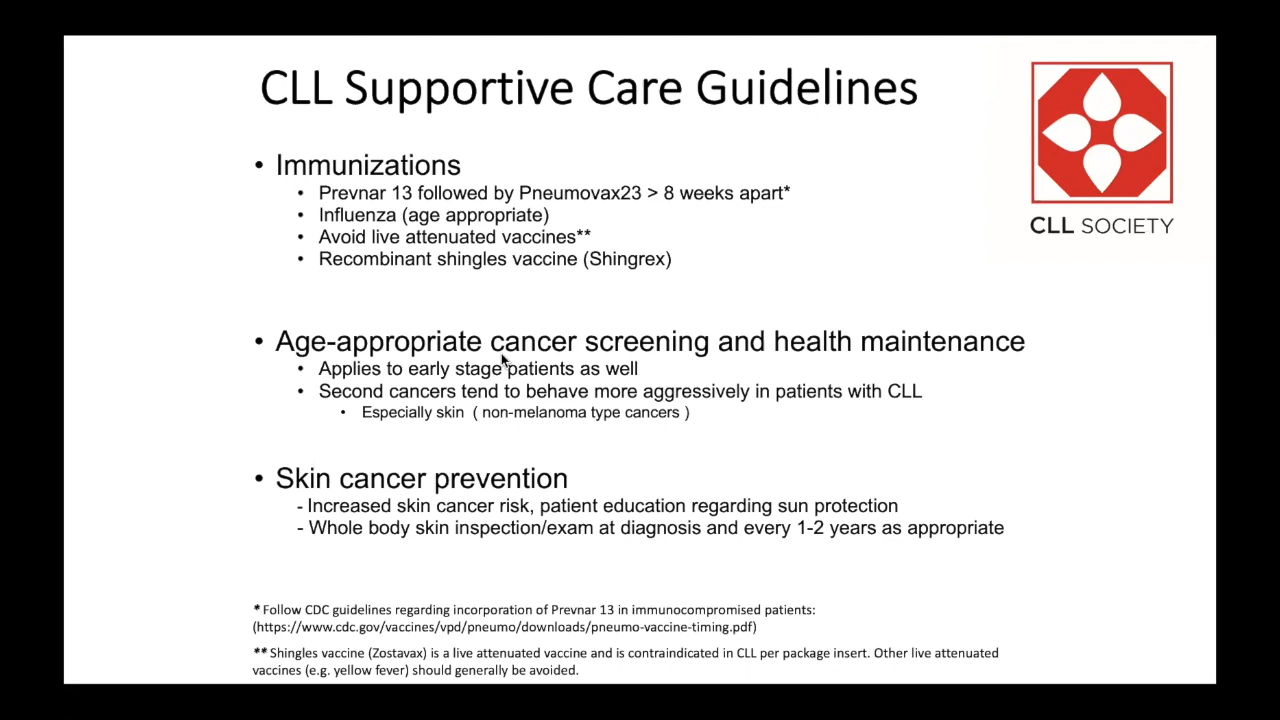 CLL Supportive Care Guidelines
CLL SOCIETY
• Immunizations
• Prevnar 13 followed by Pneumovax23 > 8 weeks apart*
• Influenza (age appropriate)
• Avoid live attenuated vaccines**
• Recombinant shingles vaccine (Shingrex)
• Age-appropriate cancer screening and health maintenance
• Applies to early stage patients as well
• Second cancers tend to behave more aggressively in patients with CLL
• Especially skin ( non-melanoma type cancers )
• Skin cancer prevention
- Increased skin cancer risk, patient education regarding sun protection
- Whole body skin inspection/exam at diagnosis and every 1-2 years as appropriate
* Follow CDC guidelines regarding incorporation of Prevnar 13 in immunocompromised patients:
(https://www.cdc.gov/vaccines/vpd/pneumo/downloads/pneumo-vaccine-timing.pdf)
** Shingles vaccine (Zostavax) is a live attenuated vaccine and is contraindicated in CLL per package insert. Other live attenuated
vaccines (e.g. yellow fever) should generally be avoided.